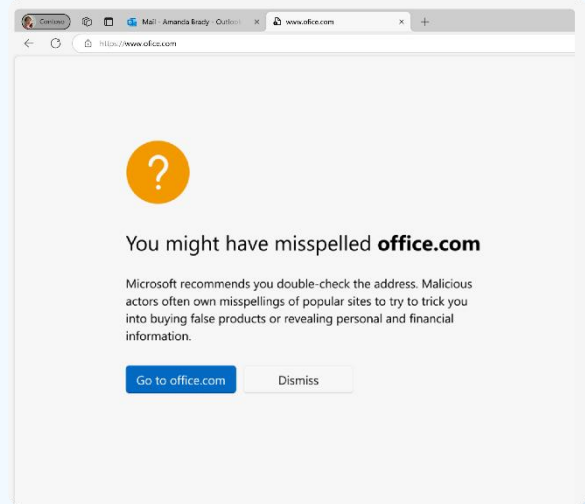 Contoso
Mail - Amanda Brady - Outlook
www.ofice.com
https://www.ofice.com
?
You might have misspelled office.com
Microsoft recommends you double-check the address. Malicious
actors often own misspellings of popular sites to try to trick you
into buying false products or revealing personal and financial
information.
Go to office.com
Dismiss